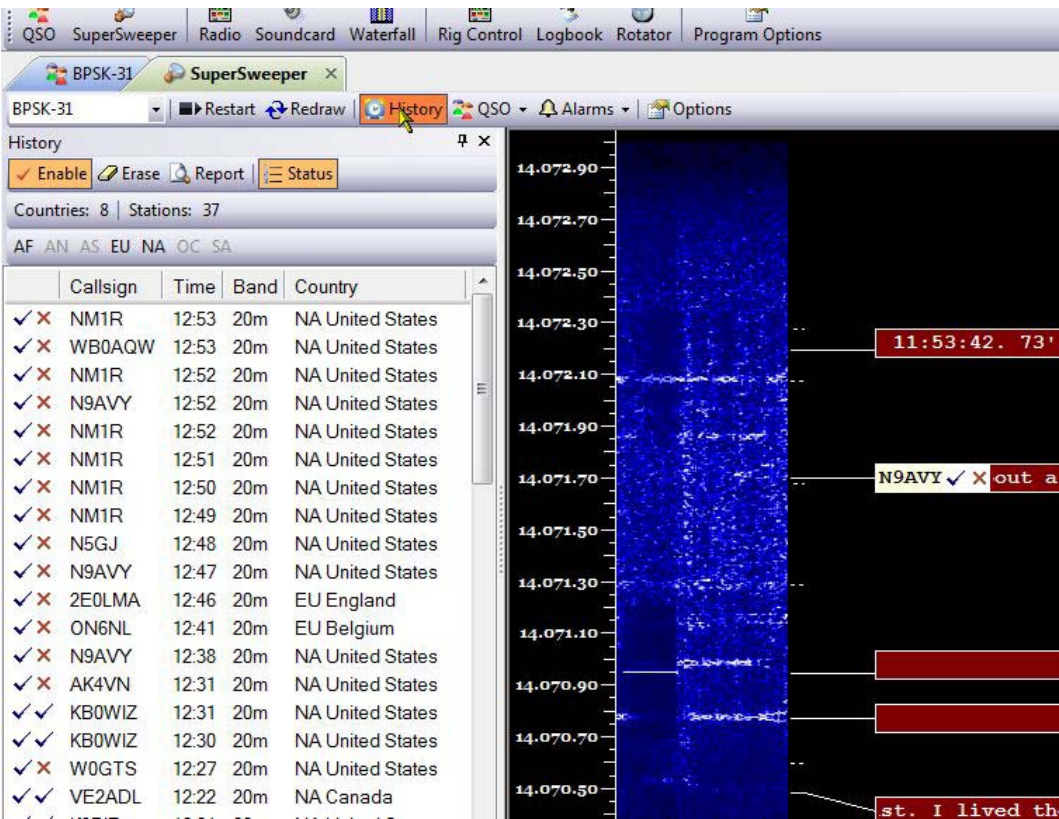 QSO SuperSweeper Radio Soundcard Waterfall Rig Control Logbook Rotator Program Options
BPSK-31 SuperSweeper
BPSK-31 Restart Redraw History QSO Alarms Options
History
Enable Erase Report Status
Countries: 8 Stations: 37
AF AN AS EU NA OC SA
Callsign Time Band Country
NM1R 12:53 20m NA United States
WB0AQW 12:53 20m NA United States
NM1R 12:52 20m NA United States
N9AVY 12:52 20m NA United States
NM1R 12:52 20m NA United States
NM1R 12:51 20m NA United States
NM1R 12:50 20m NA United States
NM1R 12:49 20m NA United States
N5GJ 12:48 20m NA United States
N9AVY 12:47 20m NA United States
2E0LMA 12:46 20m EU England
ON6NL 12:41 20m EU Belgium
N9AVY 12:38 20m NA United States
AK4VN 12:31 20m NA United States
KB0WIZ 12:31 20m NA United States
KB0WIZ 12:30 20m NA United States
W0GTS 12:27 20m NA United States
VE2ADL 12:22 20m NA Canada
14.072.90
14.072.70
14.072.50
14.072.30
11:53:42. 73'
14.072.10
14.071.90
14.071.70
N9AVY out a
14.071.50
14.071.30
14.071.10
14.070.90
14.070.70
14.070.50
st. I lived th